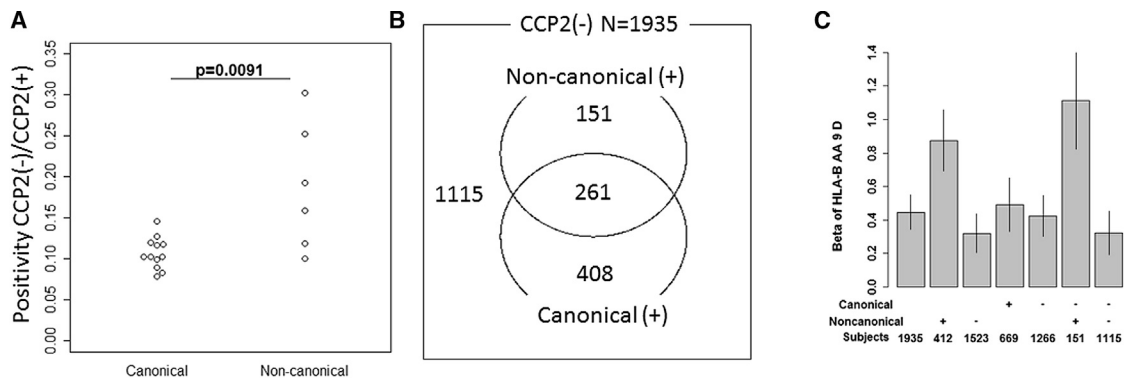 A
Positivity CCP2(-)/CCP2(+)
0.35
0.30
0.25
0.20
0.15
0.10
0.05
0.00
p=0.0091
Canonical
Non-canonical
B
CCP2(-) N=1935
Non-canonical (+)
151
1115
261
408
Canonical (+)
C
Beta of HLA-B AA 9 D
1.4
1.2
1.0
0.8
0.6
0.4
0.2
0.0
Canonical + - - -
Noncanonical + - + -
Subjects 1935 412 1523 669 1266 151 1115